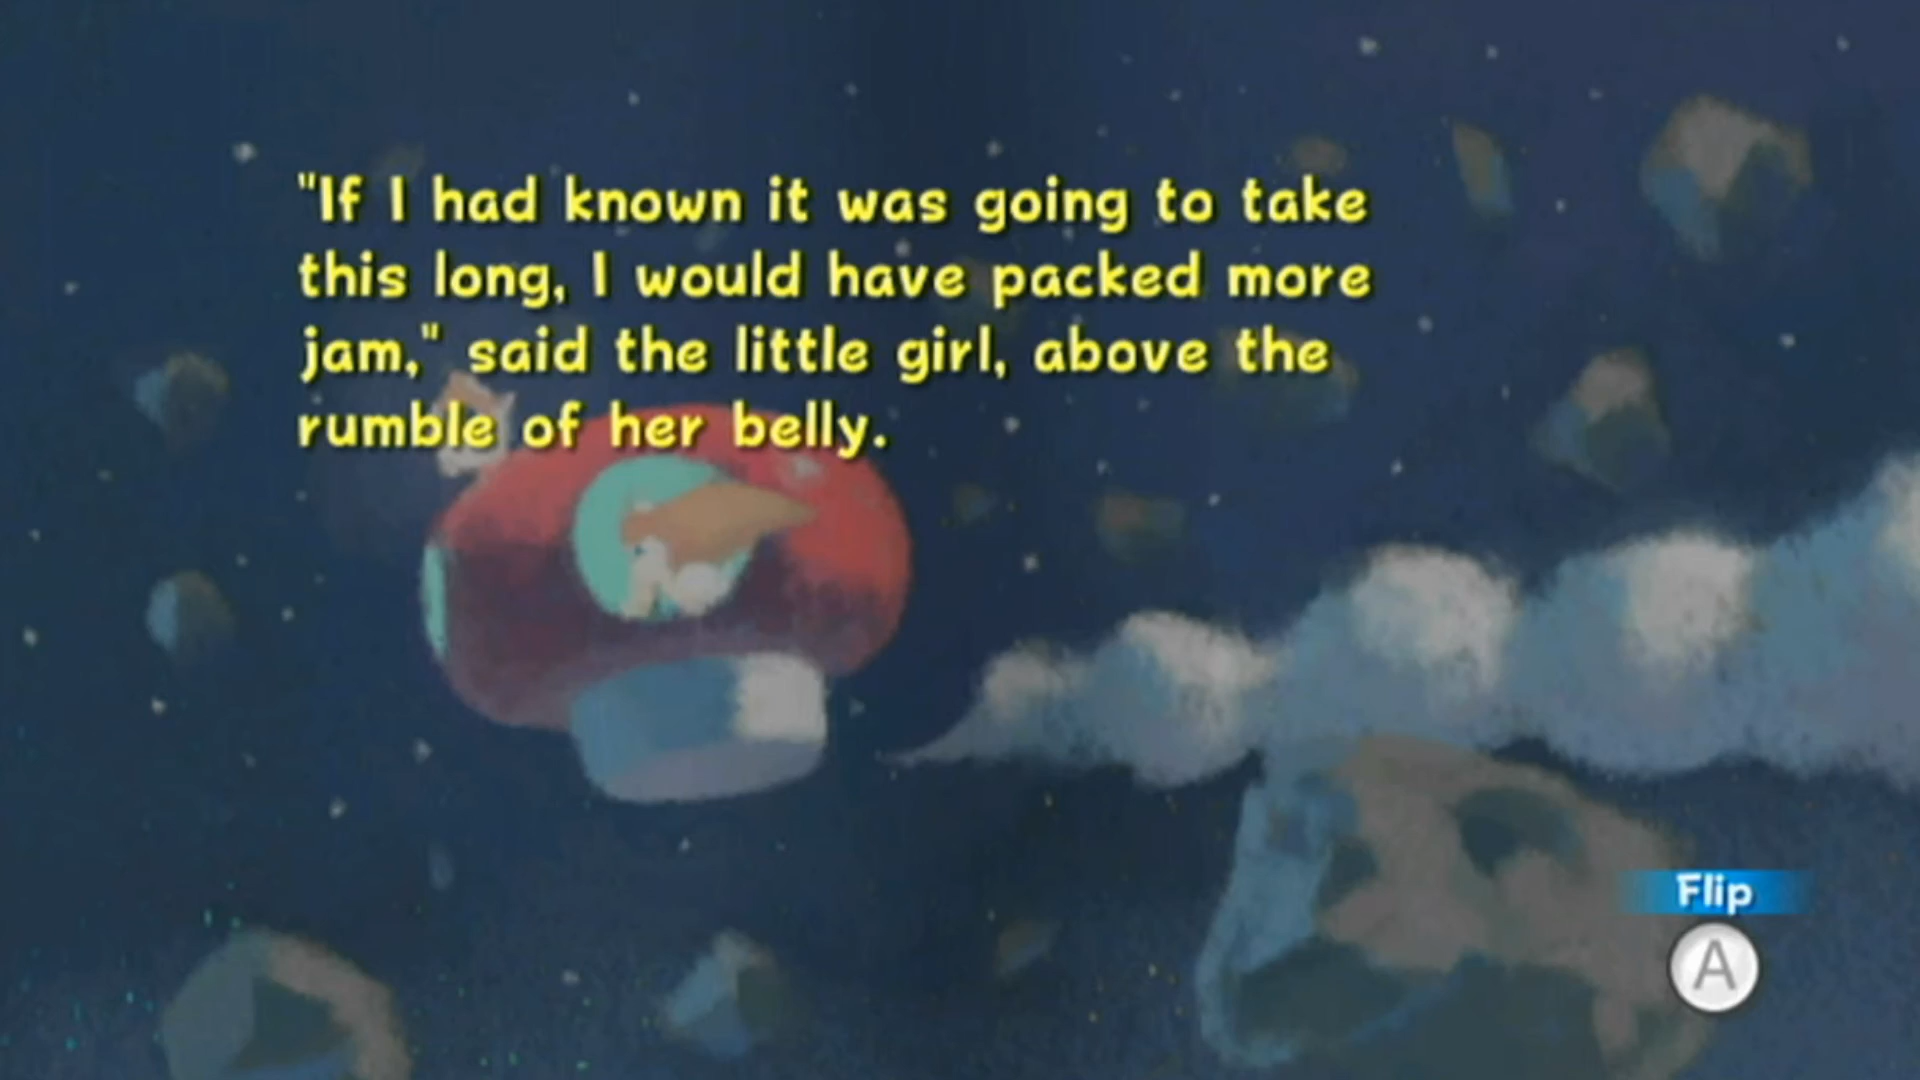 "If I had known it was going to take
this long, I would have packed more
jam," said the little girl, above the
rumble of her belly.
Flip
A